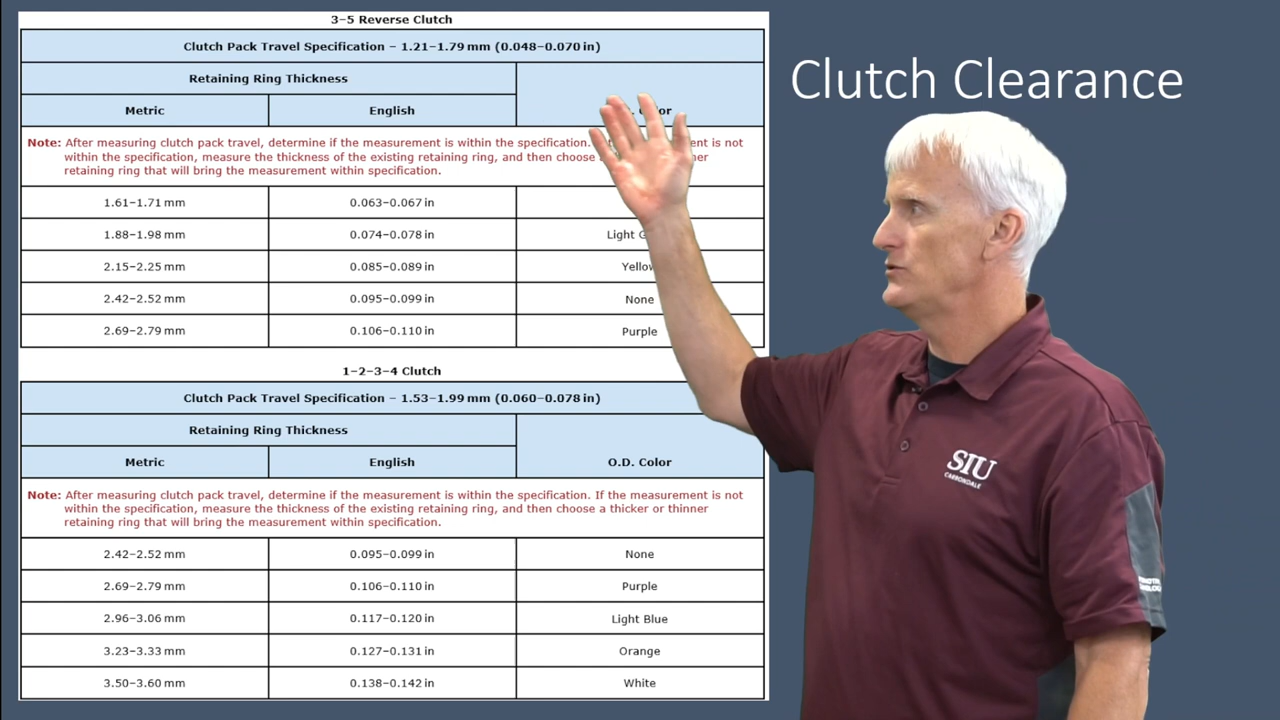 3–5 Reverse Clutch
Clutch Pack Travel Specification – 1.21–1.79 mm (0.048–0.070 in)
Retaining Ring Thickness
Metric
English
Note: After measuring clutch pack travel, determine if the measurement is within the specification. is not
within the specification, measure the thickness of the existing retaining ring, and then choose
retaining ring that will bring the measurement within specification.
1.61–1.71 mm
0.063–0.067 in
1.88–1.98 mm
0.074–0.078 in
Light
2.15–2.25 mm
0.085–0.089 in
Yellow
2.42–2.52 mm
0.095–0.099 in
None
2.69–2.79 mm
0.106–0.110 in
Purple
1–2–3–4 Clutch
Clutch Pack Travel Specification – 1.53–1.99 mm (0.060–0.078 in)
Retaining Ring Thickness
Metric
English
O.D. Color
Note: After measuring clutch pack travel, determine if the measurement is within the specification. If the measurement is not
within the specification, measure the thickness of the existing retaining ring, and then choose a thicker or thinner
retaining ring that will bring the measurement within specification.
2.42–2.52 mm
0.095–0.099 in
None
2.69–2.79 mm
0.106–0.110 in
Purple
2.96–3.06 mm
0.117–0.120 in
Light Blue
3.23–3.33 mm
0.127–0.131 in
Orange
3.50–3.60 mm
0.138–0.142 in
White
Clutch Clearance
SIU
CARBONDALE